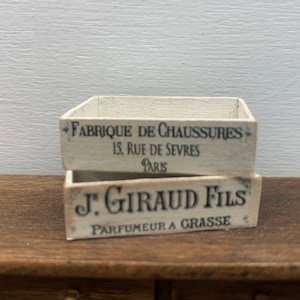 FABRIQUE DE CHAUSSURES
15, RUE DE SEVRES
PARIS
Jⁿ. GIRAUD FILS
PARFUMEUR A GRASSE